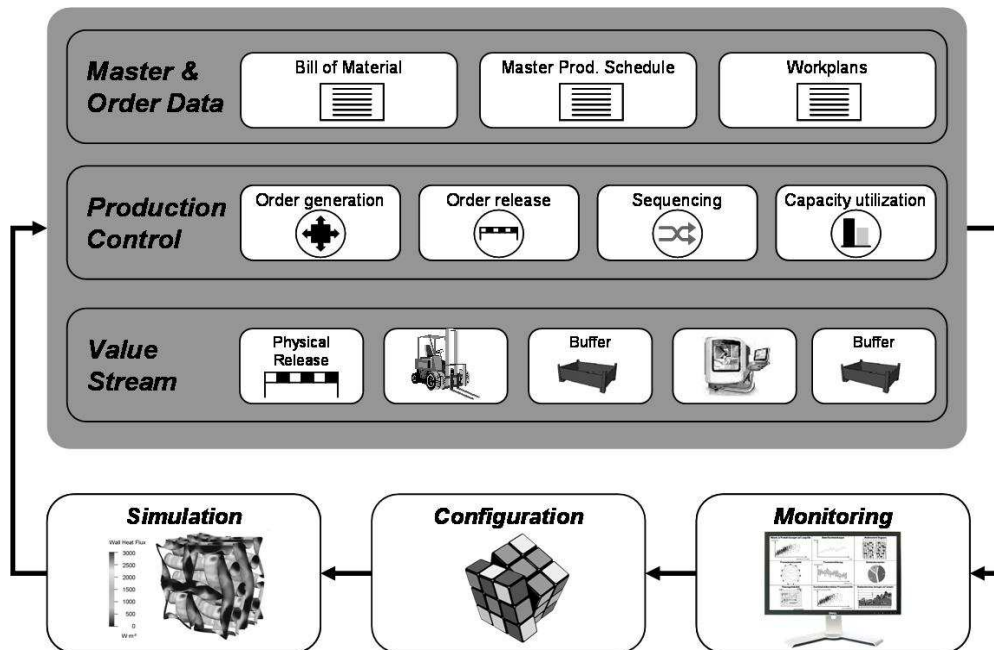 Master &
Order Data
Bill of Material
Master Prod. Schedule
Workplans
Production
Control
Order generation
Order release
Sequencing
Capacity utilization
Value
Stream
Physical
Release
Buffer
Buffer
Simulation
Wall Heat Flux
3000
2500
2000
1500
1000
500
0
Configuration
Monitoring